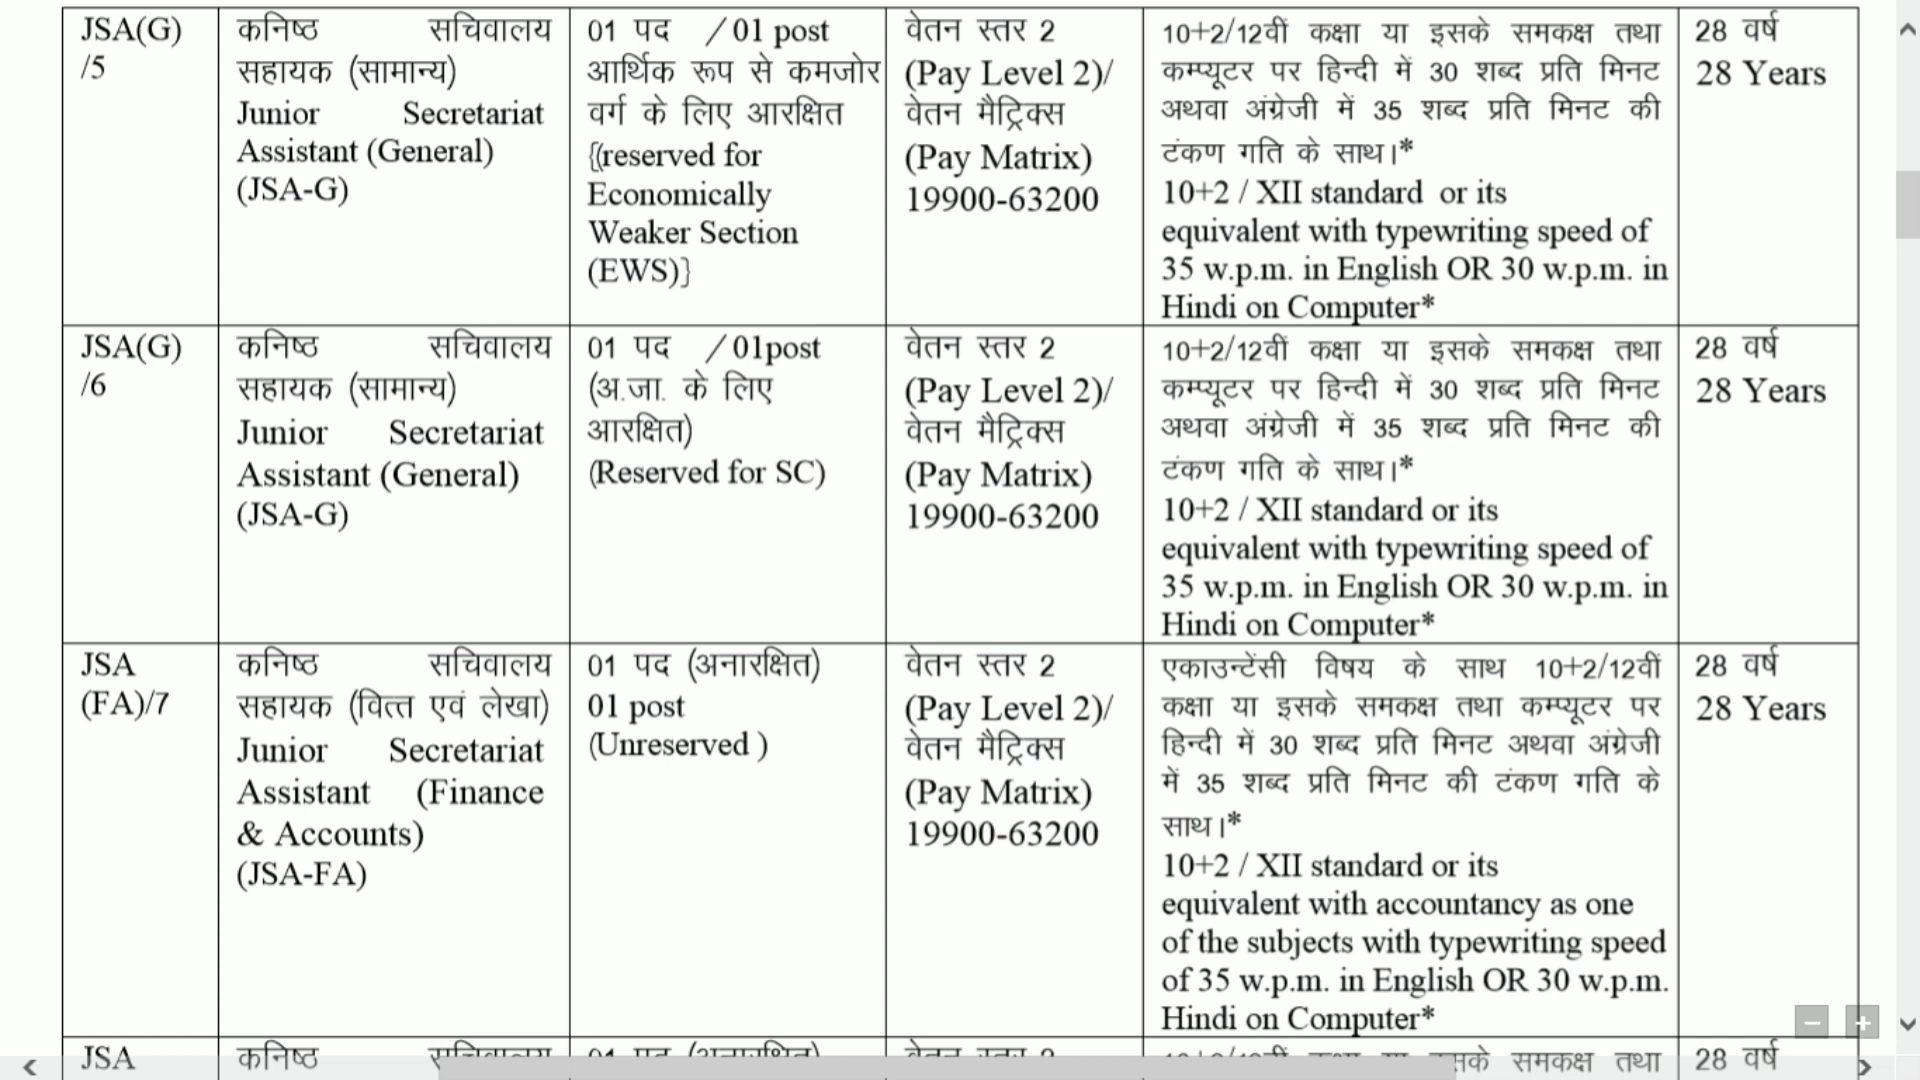 JSA(G)
/5
कनिष्ठ सचिवालय
सहायक (सामान्य)
Junior Secretariat
Assistant (General)
(JSA-G)
01 पद / 01 post
आर्थिक रूप से कमजोर
वर्ग के लिए आरक्षित
{(reserved for
Economically
Weaker Section
(EWS)}
वेतन स्तर 2
(Pay Level 2)/
वेतन मैट्रिक्स
(Pay Matrix)
19900-63200
10+2/12वीं कक्षा या इसके समकक्ष तथा
कम्प्यूटर पर हिन्दी में 30 शब्द प्रति मिनट
अथवा अंग्रेजी में 35 शब्द प्रति मिनट की
टंकण गति के साथ।*
10+2 / XII standard or its
equivalent with typewriting speed of
35 w.p.m. in English OR 30 w.p.m. in
Hindi on Computer*
28 वर्ष
28 Years
JSA(G)
/6
कनिष्ठ सचिवालय
सहायक (सामान्य)
Junior Secretariat
Assistant (General)
(JSA-G)
01 पद / 01post
(अ.जा. के लिए
आरक्षित)
(Reserved for SC)
वेतन स्तर 2
(Pay Level 2)/
वेतन मैट्रिक्स
(Pay Matrix)
19900-63200
10+2/12वीं कक्षा या इसके समकक्ष तथा
कम्प्यूटर पर हिन्दी में 30 शब्द प्रति मिनट
अथवा अंग्रेजी में 35 शब्द प्रति मिनट की
टंकण गति के साथ।*
10+2 / XII standard or its
equivalent with typewriting speed of
35 w.p.m. in English OR 30 w.p.m. in
Hindi on Computer*
28 वर्ष
28 Years
JSA
(FA)/7
कनिष्ठ सचिवालय
सहायक (वित्त एवं लेखा)
Junior Secretariat
Assistant (Finance
& Accounts)
(JSA-FA)
01 पद (अनारक्षित)
01 post
(Unreserved )
वेतन स्तर 2
(Pay Level 2)/
वेतन मैट्रिक्स
(Pay Matrix)
19900-63200
एकाउन्टेंसी विषय के साथ 10+2/12वीं
कक्षा या इसके समकक्ष तथा कम्प्यूटर पर
हिन्दी में 30 शब्द प्रति मिनट अथवा अंग्रेजी
में 35 शब्द प्रति मिनट की टंकण गति के
साथ।*
10+2 / XII standard or its
equivalent with accountancy as one
of the subjects with typewriting speed
of 35 w.p.m. in English OR 30 w.p.m.
Hindi on Computer*
28 वर्ष
28 Years
JSA
कनिष्ठ सचिवालय
01 पद (अनारक्षित)
वेतन स्तर 2
समकक्ष तथा
28 वर्ष